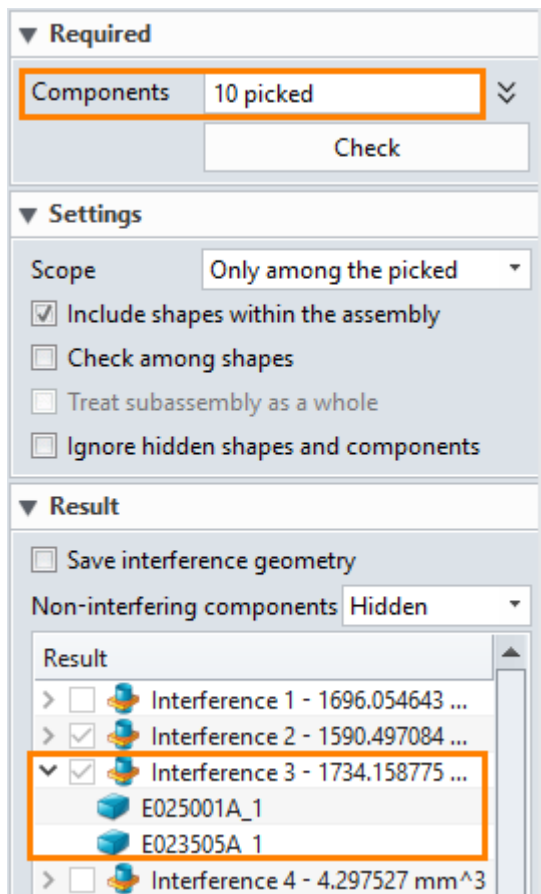 Required
Components 10 picked
Check
Settings
Scope Only among the picked
Include shapes within the assembly
Check among shapes
Treat subassembly as a whole
Ignore hidden shapes and components
Result
Save interference geometry
Non-interfering components Hidden
Result
Interference 1 - 1696.054643 ...
Interference 2 - 1590.497084 ...
Interference 3 - 1734.158775 ...
E025001A_1
E023505A_1
Interference 4 - 4.297527 mm^3